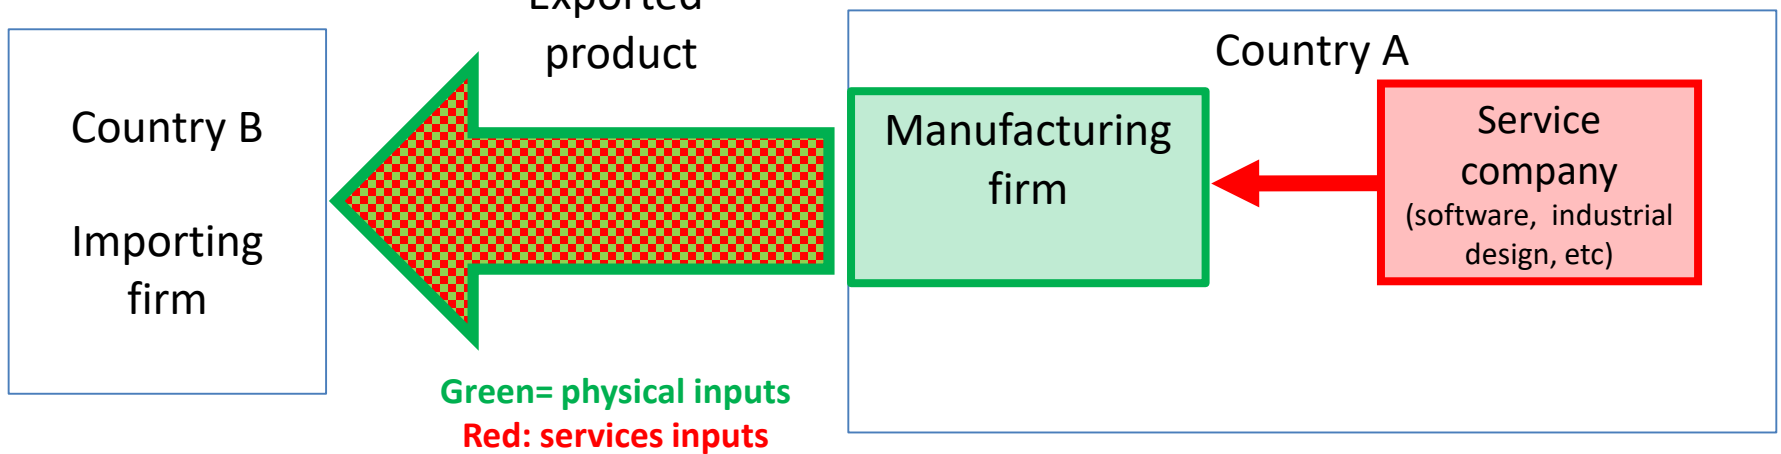 Exported
product
Country A
Country B
Importing
firm
Manufacturing
firm
Service
company
(software,  industrial
design, etc)
Green= physical inputs
Red: services inputs